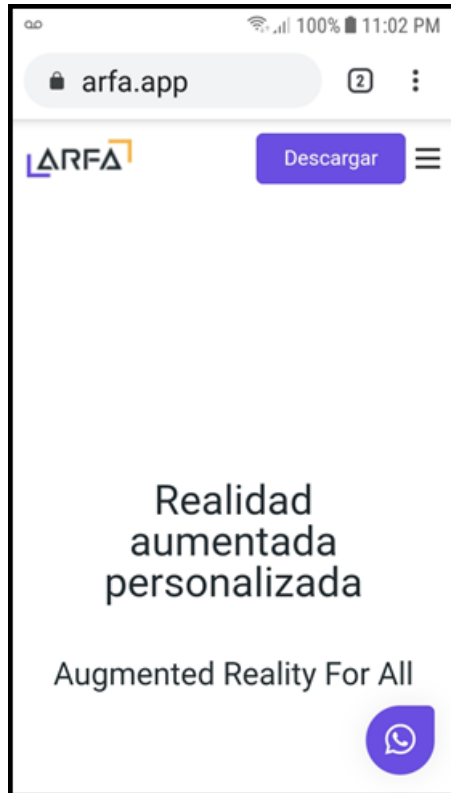 100% 11:02 PM
arfa.app 2
ARFA Descargar
Realidad
aumentada
personalizada
Augmented Reality For All